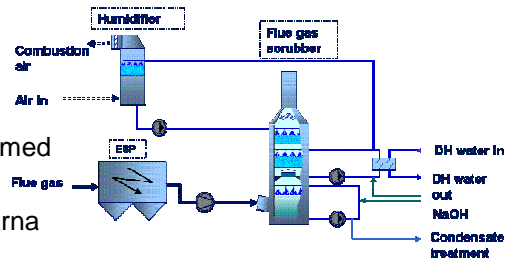 Humidifier
Flue gas
scrubber
Combustion
air
Air in
med
ESP
DH water in
Flue gas
DH water
out
rna
NaOH
Condensate
treatment